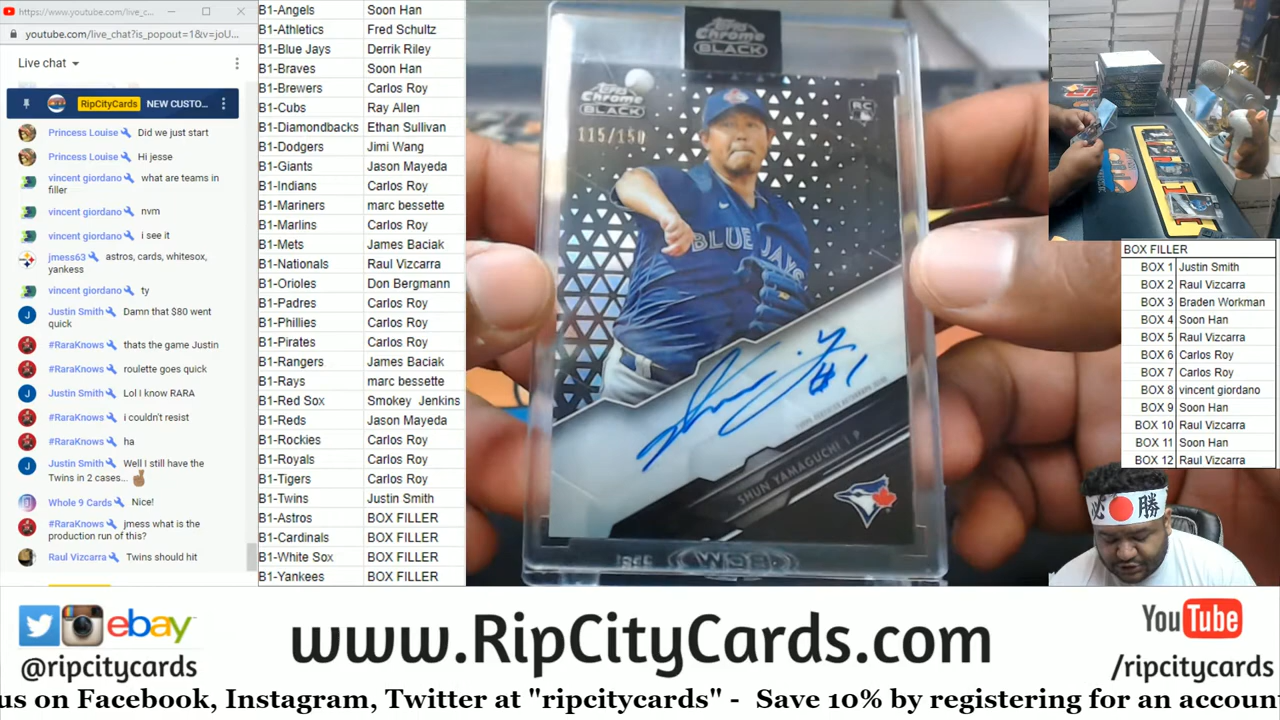 https://www.youtube.com/live_c...
youtube.com/live_chat?is_popout=1&v=joU...
Live chat
RipCityCards NEW CUSTO...
Princess Louise Did we just start
Princess Louise Hi jesse
vincent giordano what are teams in
filler
vincent giordano nvm
vincent giordano i see it
jmess63 astros, cards, whitesox,
yankess
vincent giordano ty
Justin Smith Damn that $80 went
quick
#RaraKnows thats the game Justin
#RaraKnows roulette goes quick
Justin Smith Lol I know RARA
#RaraKnows i couldn't resist
#RaraKnows ha
Justin Smith Well I still have the
Twins in 2 cases...
Whole 9 Cards Nice!
#RaraKnows jmess what is the
production run of this?
Raul Vizcarra Twins should hit
B1-Angels Soon Han
B1-Athletics Fred Schultz
B1-Blue Jays Derrik Riley
B1-Braves Soon Han
B1-Brewers Carlos Roy
B1-Cubs Ray Allen
B1-Diamondbacks Ethan Sullivan
B1-Dodgers Jimi Wang
B1-Giants Jason Mayeda
B1-Indians Carlos Roy
B1-Mariners marc bessette
B1-Marlins Carlos Roy
B1-Mets James Baciak
B1-Nationals Raul Vizcarra
B1-Orioles Don Bergmann
B1-Padres Carlos Roy
B1-Phillies Carlos Roy
B1-Pirates Carlos Roy
B1-Rangers James Baciak
B1-Rays marc bessette
B1-Red Sox Smokey Jenkins
B1-Reds Jason Mayeda
B1-Rockies Carlos Roy
B1-Royals Carlos Roy
B1-Tigers Carlos Roy
B1-Twins Justin Smith
B1-Astros BOX FILLER
B1-Cardinals BOX FILLER
B1-White Sox BOX FILLER
B1-Yankees BOX FILLER
Topps Chrome
BLACK
Topps Chrome
BLACK
RC
115/150
BLUE JAYS
#1
SHUN YAMAGUCHI | P
BOX FILLER
BOX 1 Justin Smith
BOX 2 Raul Vizcarra
BOX 3 Braden Workman
BOX 4 Soon Han
BOX 5 Raul Vizcarra
BOX 6 Carlos Roy
BOX 7 Carlos Roy
BOX 8 vincent giordano
BOX 9 Soon Han
BOX 10 Raul Vizcarra
BOX 11 Soon Han
BOX 12 Raul Vizcarra
必 勝
ebay
@ripcitycards
www.RipCityCards.com
YouTube
/ripcitycards
us on Facebook, Instagram, Twitter at "ripcitycards" - Save 10% by registering for an accoun